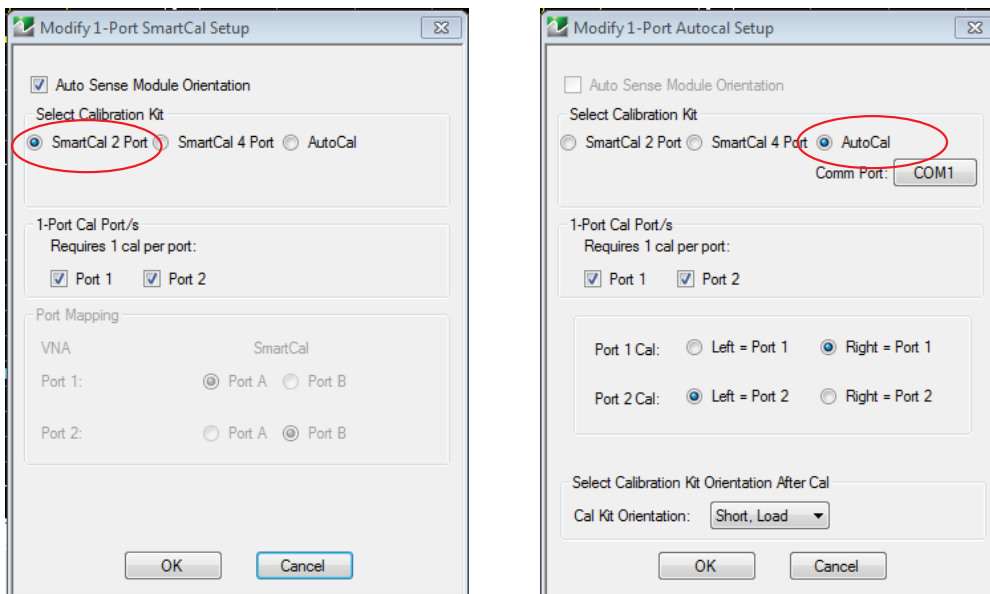 Modify 1-Port SmartCal Setup
Auto Sense Module Orientation
Select Calibration Kit
SmartCal 2 Port SmartCal 4 Port AutoCal
1-Port Cal Port/s
Requires 1 cal per port:
Port 1 Port 2
Port Mapping
VNA SmartCal
Port 1: Port A Port B
Port 2: Port A Port B
OK Cancel
Modify 1-Port Autocal Setup
Auto Sense Module Orientation
Select Calibration Kit
SmartCal 2 Port SmartCal 4 Port AutoCal
Comm Port: COM1
1-Port Cal Port/s
Requires 1 cal per port:
Port 1 Port 2
Port 1 Cal: Left = Port 1 Right = Port 1
Port 2 Cal: Left = Port 2 Right = Port 2
Select Calibration Kit Orientation After Cal
Cal Kit Orientation: Short, Load
OK Cancel